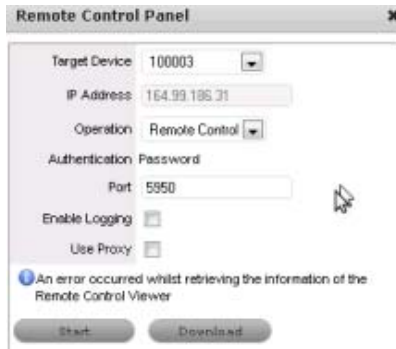 Remote Control Panel
Target Device 100003
IP Address 164.99.186.31
Operation Remote Control
Authentication Password
Port 5950
Enable Logging
Use Proxy
An error occurred whilst retrieving the information of the
Remote Control Viewer
Start Download